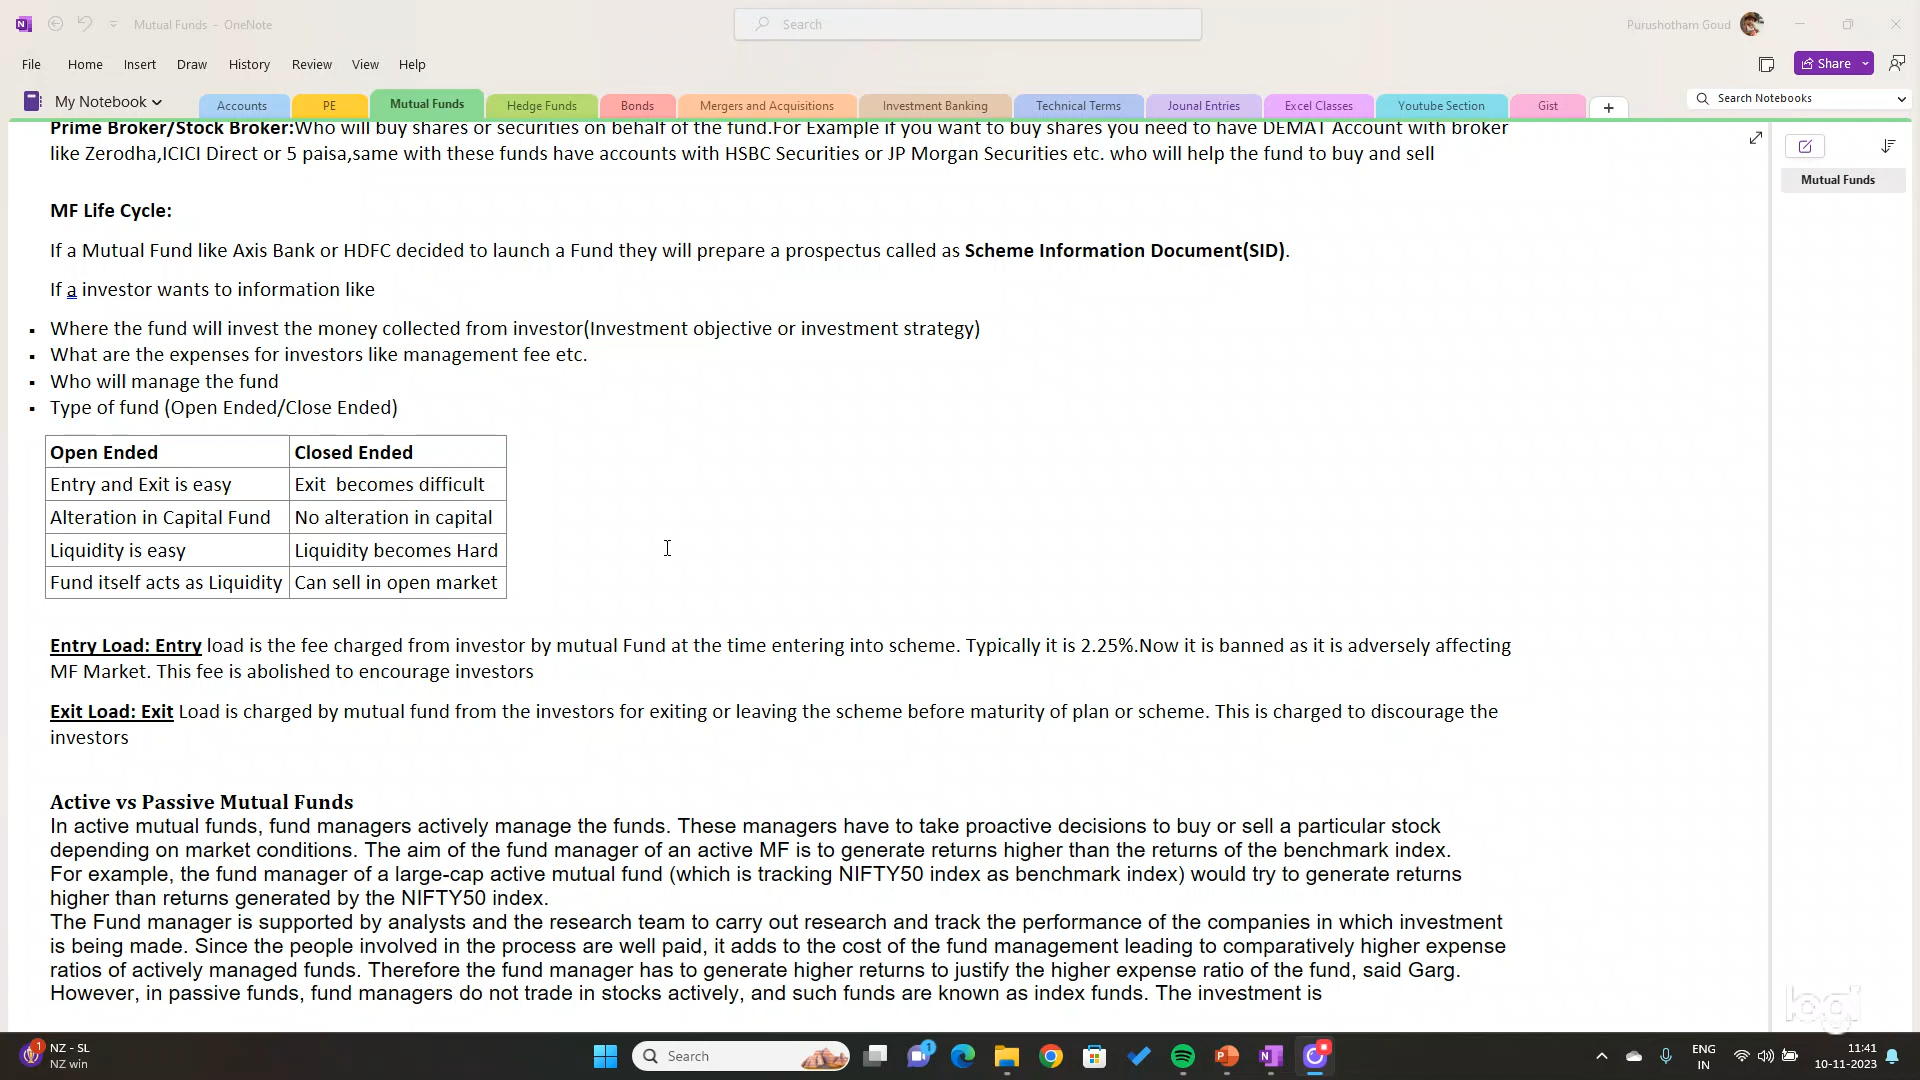 Mutual Funds - OneNote
Search
Purushotham Goud
File Home Insert Draw History Review View Help
Share
My Notebook
Accounts PE Mutual Funds Hedge Funds Bonds Mergers and Acquisitions Investment Banking Technical Terms Jounal Entries Excel Classes Youtube Section Gist +
Search Notebooks
Mutual Funds
Prime Broker/Stock Broker:Who will buy shares or securities on behalf of the fund.For Example if you want to buy shares you need to have DEMAT Account with broker
like Zerodha,ICICI Direct or 5 paisa,same with these funds have accounts with HSBC Securities or JP Morgan Securities etc. who will help the fund to buy and sell
MF Life Cycle:
If a Mutual Fund like Axis Bank or HDFC decided to launch a Fund they will prepare a prospectus called as Scheme Information Document(SID).
If a investor wants to information like
▪ Where the fund will invest the money collected from investor(Investment objective or investment strategy)
▪ What are the expenses for investors like management fee etc.
▪ Who will manage the fund
▪ Type of fund (Open Ended/Close Ended)
Open Ended Closed Ended
Entry and Exit is easy Exit becomes difficult
Alteration in Capital Fund No alteration in capital
Liquidity is easy Liquidity becomes Hard
Fund itself acts as Liquidity Can sell in open market
Entry Load: Entry load is the fee charged from investor by mutual Fund at the time entering into scheme. Typically it is 2.25%.Now it is banned as it is adversely affecting
MF Market. This fee is abolished to encourage investors
Exit Load: Exit Load is charged by mutual fund from the investors for exiting or leaving the scheme before maturity of plan or scheme. This is charged to discourage the
investors
Active vs Passive Mutual Funds
In active mutual funds, fund managers actively manage the funds. These managers have to take proactive decisions to buy or sell a particular stock
depending on market conditions. The aim of the fund manager of an active MF is to generate returns higher than the returns of the benchmark index.
For example, the fund manager of a large-cap active mutual fund (which is tracking NIFTY50 index as benchmark index) would try to generate returns
higher than returns generated by the NIFTY50 index.
The Fund manager is supported by analysts and the research team to carry out research and track the performance of the companies in which investment
is being made. Since the people involved in the process are well paid, it adds to the cost of the fund management leading to comparatively higher expense
ratios of actively managed funds. Therefore the fund manager has to generate higher returns to justify the higher expense ratio of the fund, said Garg.
However, in passive funds, fund managers do not trade in stocks actively, and such funds are known as index funds. The investment is
logi
1
NZ - SL
NZ win
Search
1
ENG
IN
11:41
10-11-2023